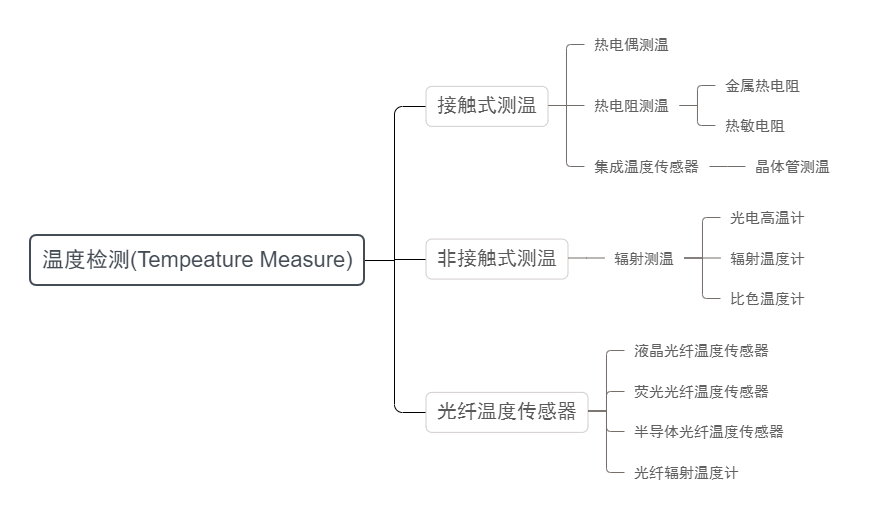 温度检测(Tempeature Measure)
接触式测温
热电偶测温
热电阻测温
金属热电阻
热敏电阻
集成温度传感器
晶体管测温
非接触式测温
辐射测温
光电高温计
辐射温度计
比色温度计
光纤温度传感器
液晶光纤温度传感器
荧光光纤温度传感器
半导体光纤温度传感器
光纤辐射温度计